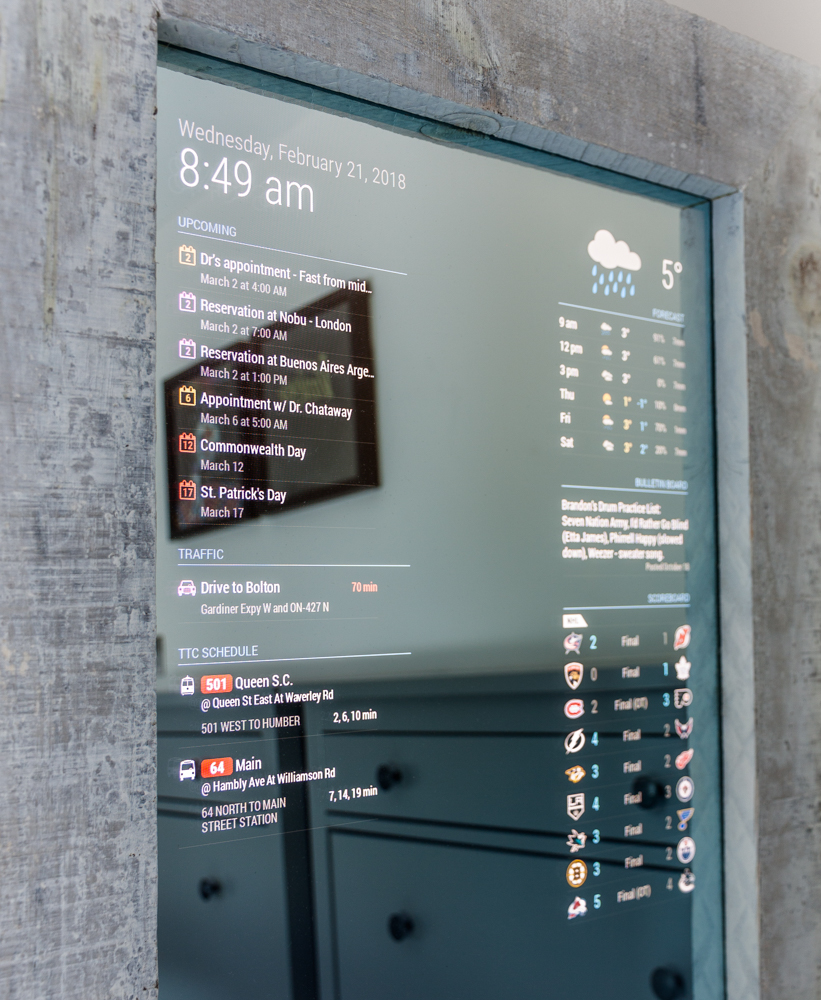 Wednesday, February 21, 2018
8:49 am
UPCOMING
2
Dr's appointment - Fast from mid...
March 2 at 4:00 AM
2
Reservation at Nobu - London
March 2 at 7:00 AM
2
Reservation at Buenos Aires Arge...
March 2 at 1:00 PM
6
Appointment w/ Dr. Chataway
March 6 at 5:00 AM
12
Commonwealth Day
March 12
17
St. Patrick's Day
March 17
TRAFFIC
Drive to Bolton 70 min
Gardiner Expy W and ON-427 N
TTC SCHEDULE
501 Queen S.C.
@ Queen St East At Waverley Rd
501 WEST TO HUMBER 2, 6, 10 min
64 Main
@ Hambly Ave At Williamson Rd
64 NORTH TO MAIN 7, 14, 19 min
STREET STATION
5°
FORECAST
9 am 3°
12 pm 3°
3 pm 3°
Thu 1° -1° 10%
Fri 3° 1° 70%
Sat 3° 2° 20%
BULLETIN BOARD
Brandon's Drum Practice List:
Seven Nation Army, I'd Rather Go Blind
(Etta James), Phirrell Happy (slowed
down), Weezer - sweater song.
Posted October
SCOREBOARD
NHL
2 Final 1
0 Final 1
2 Final (OT) 3
4 Final 2
3 Final 2
4 Final 3
3 Final 2
3 Final 2
5 Final (OT) 4